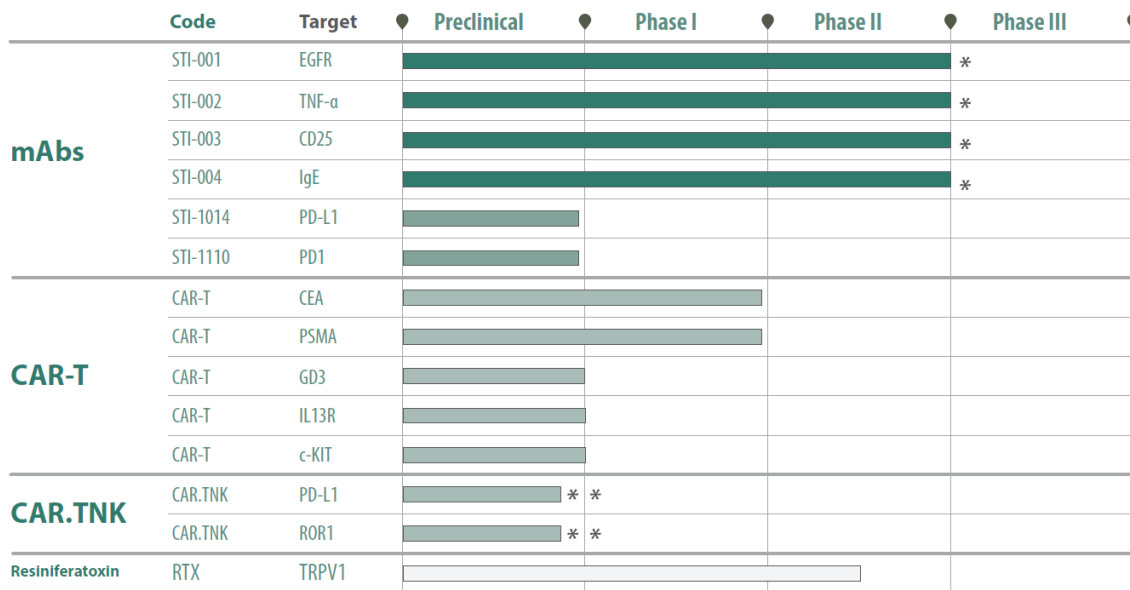 Code Target Preclinical Phase I Phase II Phase III
STI-001 EGFR *
STI-002 TNF-α *
mAbs
STI-003 CD25 *
STI-004 IgE *
STI-1014 PD-L1
STI-1110 PD1
CAR-T CEA
CAR-T PSMA
CAR-T
CAR-T GD3
CAR-T IL13R
CAR-T c-KIT
CAR.TNK
CAR.TNK PD-L1 * *
CAR.TNK ROR1 * *
Resiniferatoxin RTX TRPV1